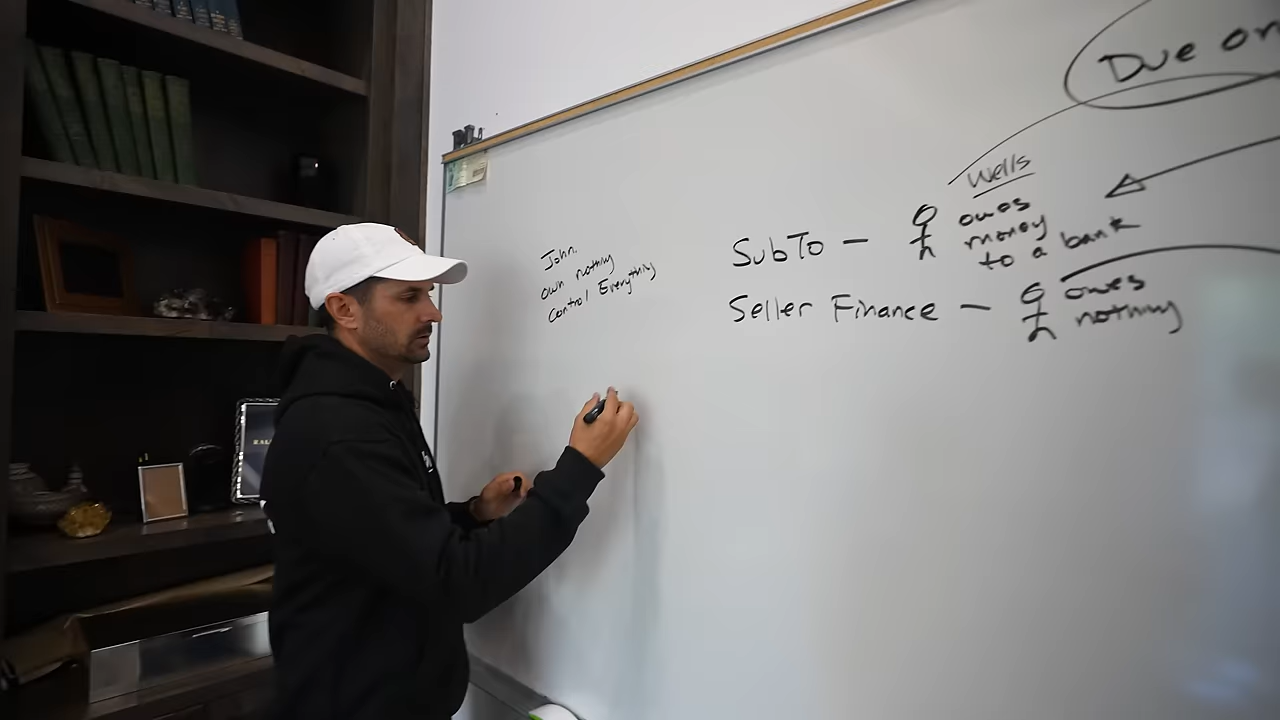 Due on
Wells
John.
own nothing
Control Everything
SubTo — owes
money
to a bank
Seller Finance — owes
nothing